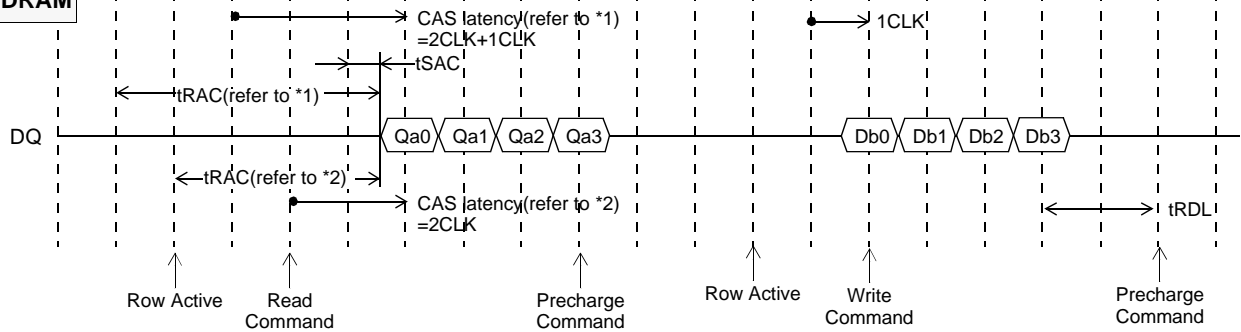 DRAM
CAS latency(refer to *1)
=2CLK+1CLK
1CLK
tSAC
tRAC(refer to *1)
DQ
Qa0 Qa1 Qa2 Qa3 Db0 Db1 Db2 Db3
tRAC(refer to *2)
CAS latency(refer to *2)
=2CLK
tRDL
Row Active
Read
Command
Precharge
Command
Row Active
Write
Command
Precharge
Command